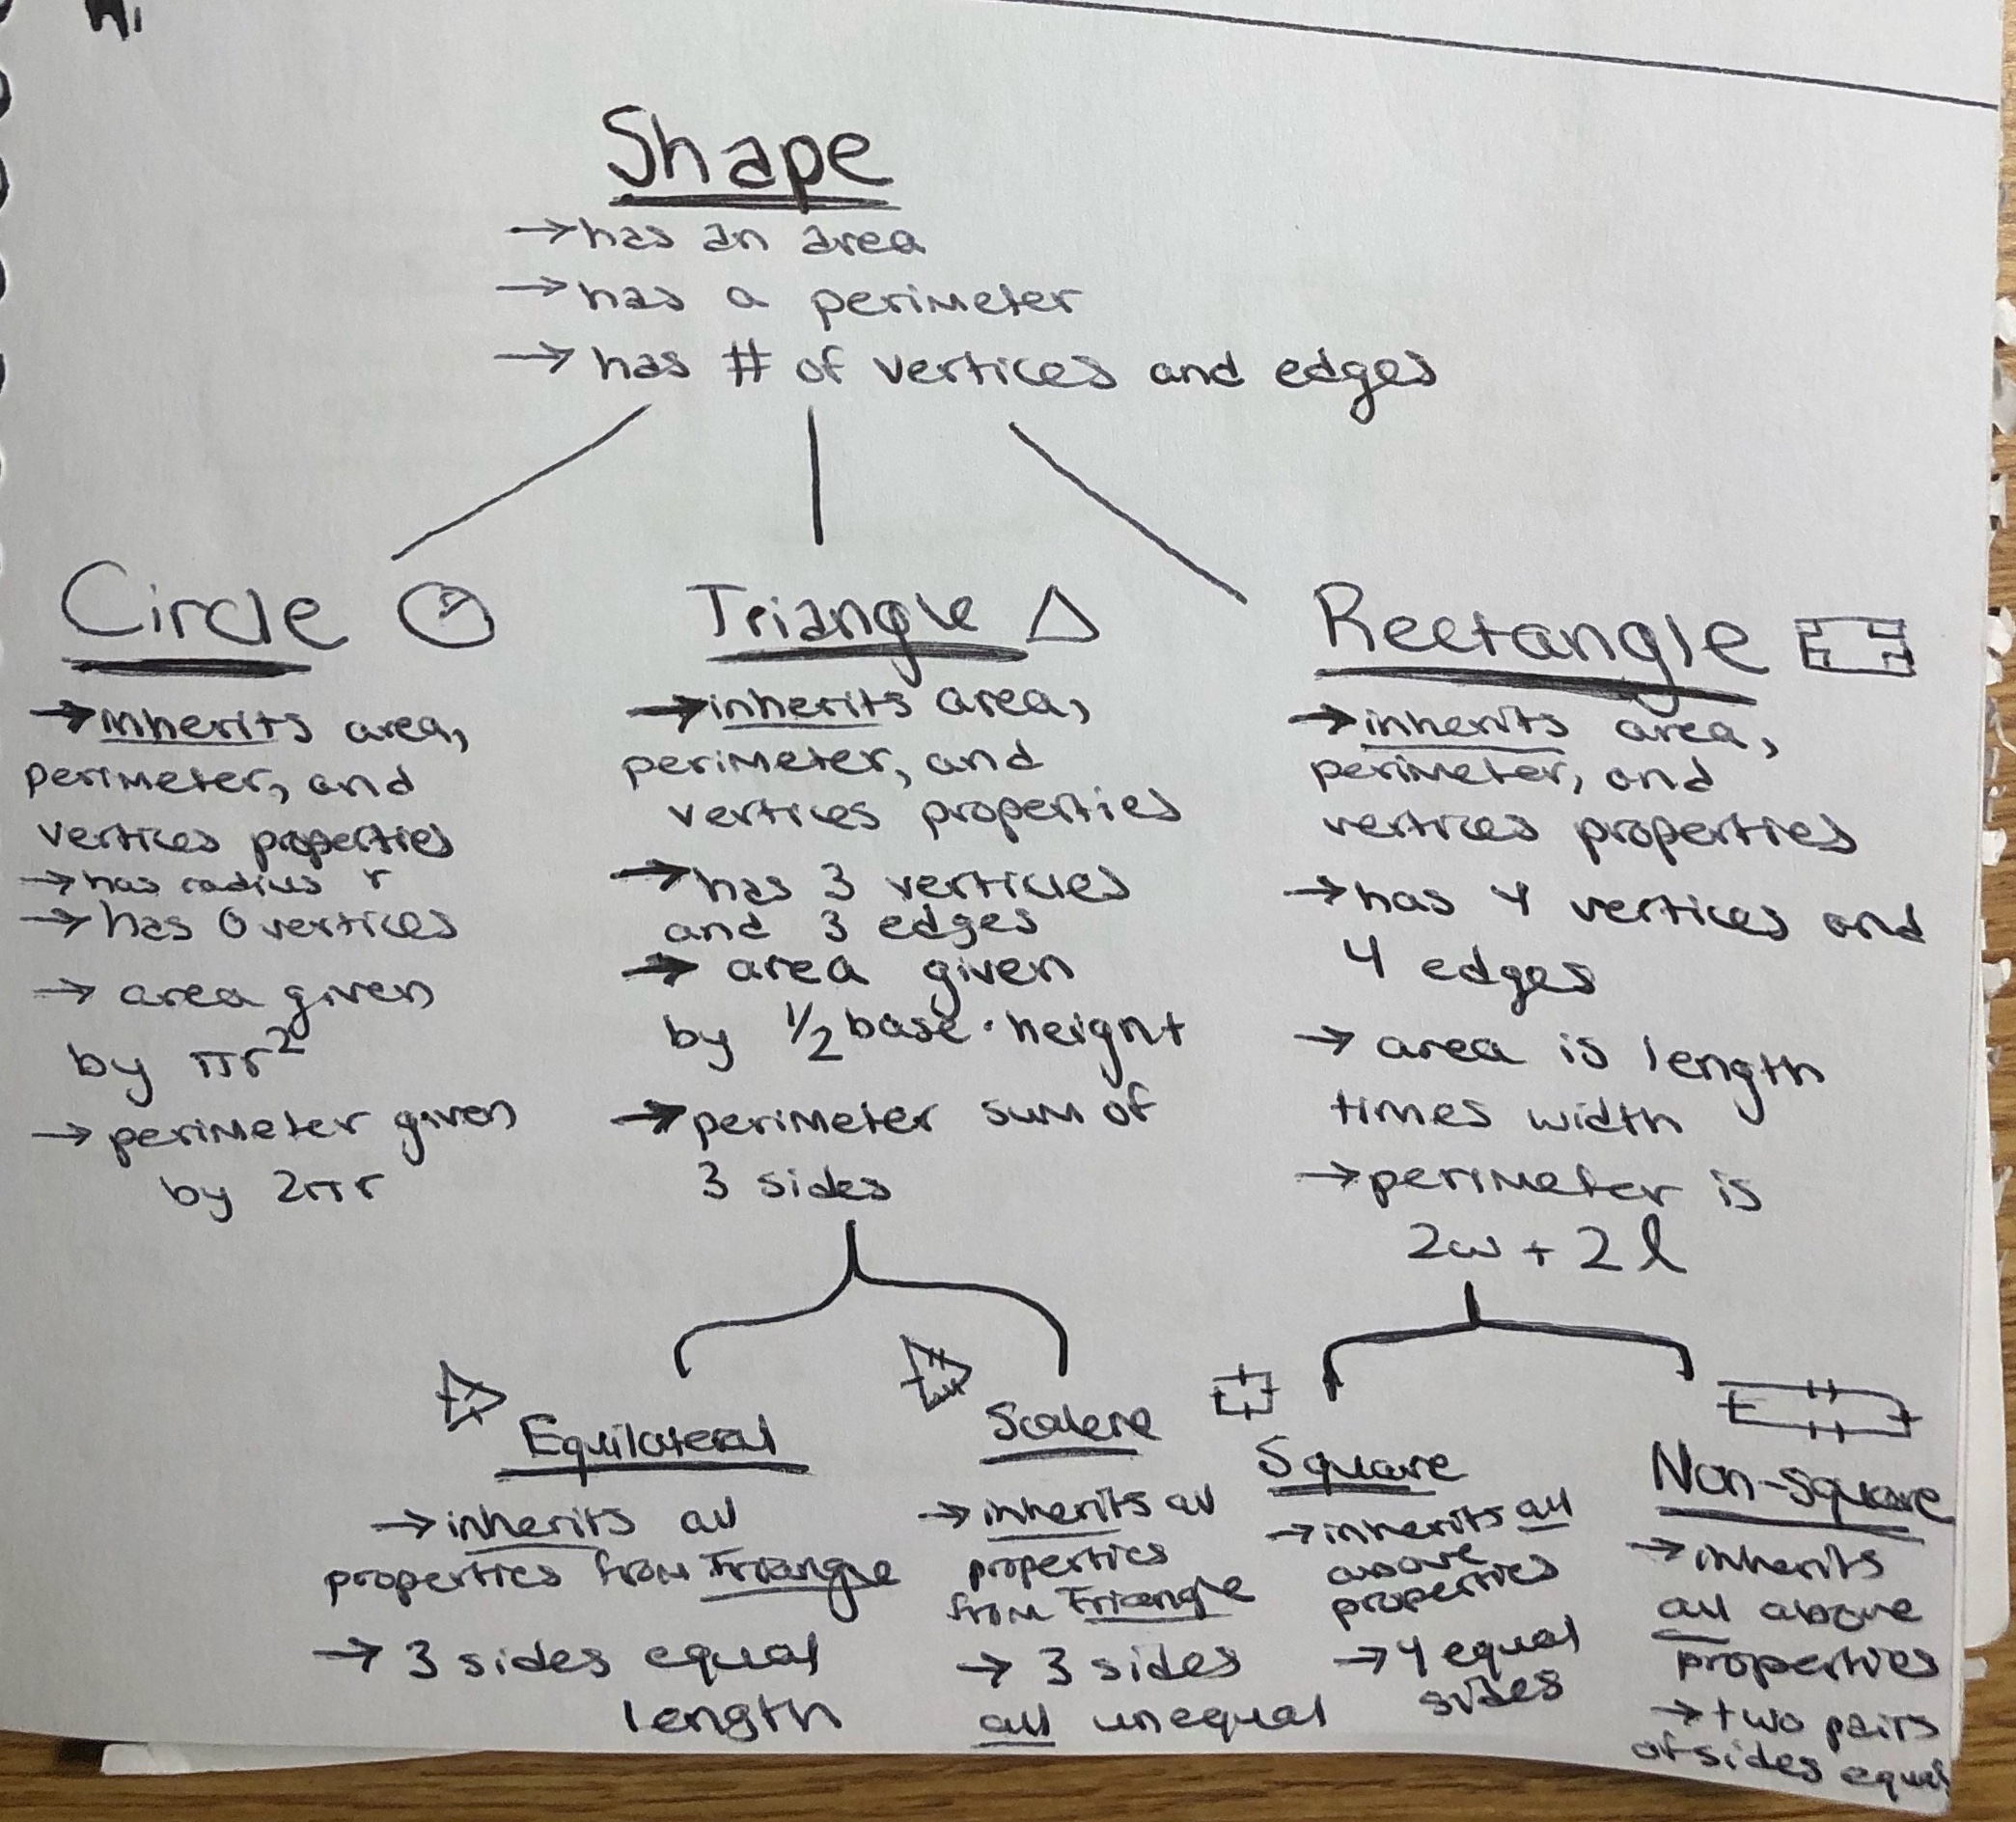 Shape
→has an area
→has a perimeter
→has # of vertices and edges
Circle
→inherits area,
perimeter, and
vertices properties
→has radius r
→has 0 vertices
→ area given
by πr²
→perimeter given
by 2πr
Triangle
→inherits area,
perimeter, and
vertices properties
→has 3 verticies
and 3 edges
→ area given
by 1/2 base·height
→perimeter sum of
3 sides
Rectangle
→inherits area,
perimeter, and
vertices properties
→has 4 vertices and
4 edges
→ area is length
times width
→perimeter is
2w + 2l
Equilateral
→inherits all
properties from Triangle
→ 3 sides equal
length
Scalene
→inherits all
properties
from Triangle
→ 3 sides
all unequal
Square
→inherits all
above
properties
→4 equal
sides
Non-square
→inherits
all above
properties
→two pairs
of sides equal